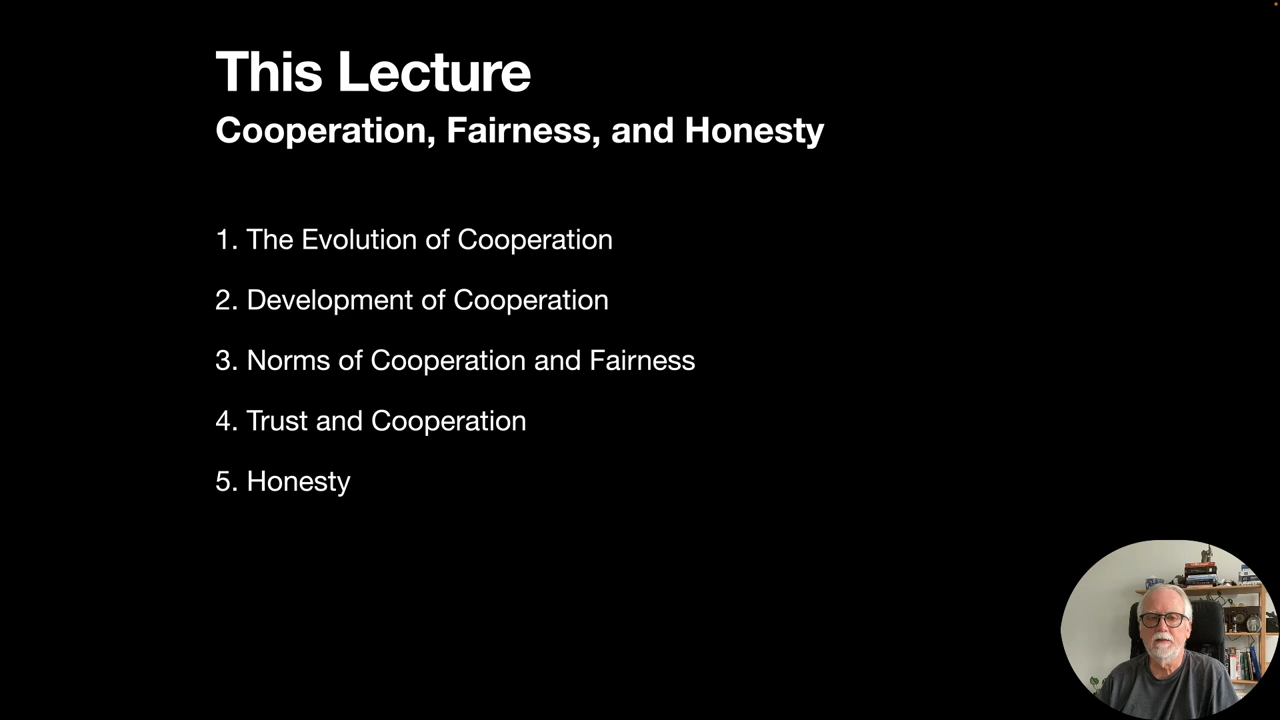 This Lecture
Cooperation, Fairness, and Honesty
1. The Evolution of Cooperation
2. Development of Cooperation
3. Norms of Cooperation and Fairness
4. Trust and Cooperation
5. Honesty